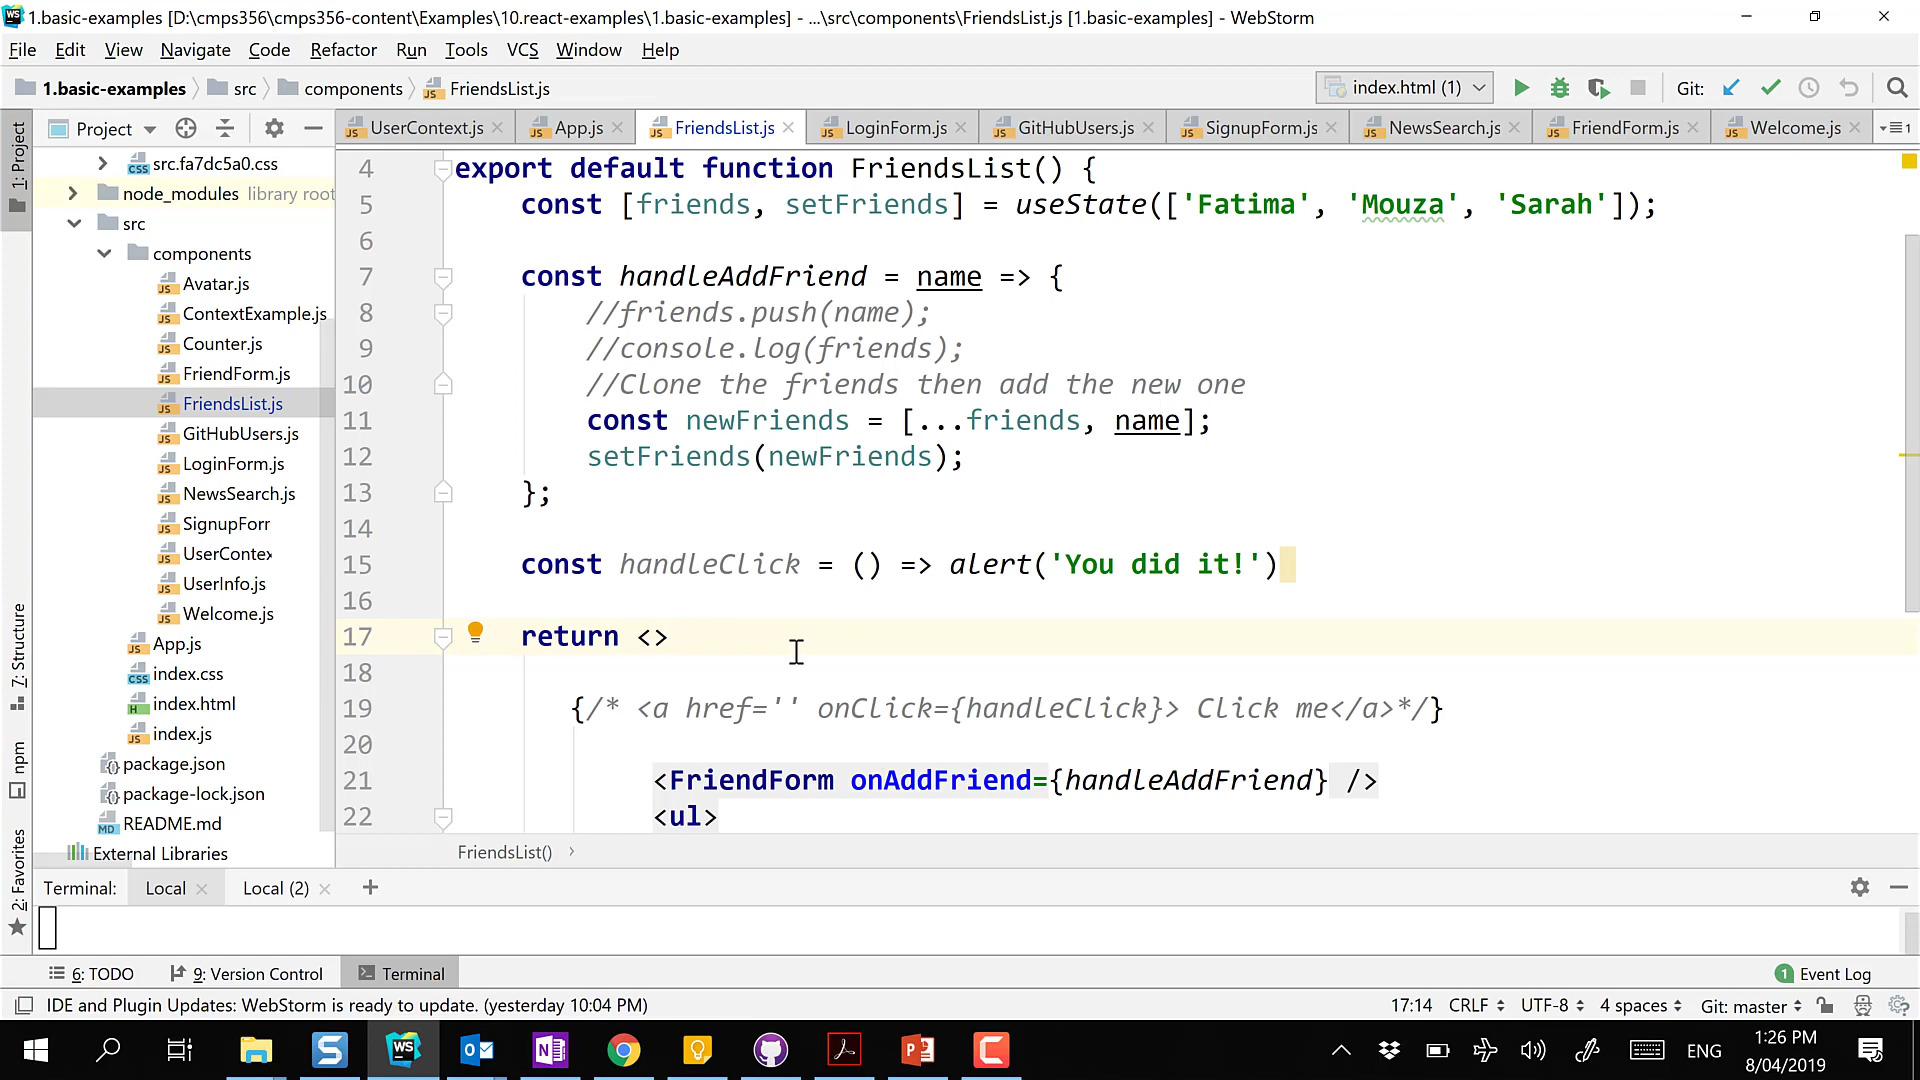 1.basic-examples [D:\cmps356\cmps356-content\Examples\10.react-examples\1.basic-examples] - ...\src\components\FriendsList.js [1.basic-examples] - WebStorm
File Edit View Navigate Code Refactor Run Tools VCS Window Help
1.basic-examples src components FriendsList.js index.html (1) Git:
Project UserContext.js App.js FriendsList.js LoginForm.js GitHubUsers.js SignupForm.js NewsSearch.js FriendForm.js Welcome.js 1
1: Project
7: Structure
npm
2: Favorites
src.fa7dc5a0.css
node_modules library root
src
components
Avatar.js
ContextExample.js
Counter.js
FriendForm.js
FriendsList.js
GitHubUsers.js
LoginForm.js
NewsSearch.js
SignupForr
UserContex
UserInfo.js
Welcome.js
App.js
index.css
index.html
index.js
package.json
package-lock.json
README.md
External Libraries
4 export default function FriendsList() {
5 const [friends, setFriends] = useState(['Fatima', 'Mouza', 'Sarah']);
6
7 const handleAddFriend = name => {
8 //friends.push(name);
9 //console.log(friends);
10 //Clone the friends then add the new one
11 const newFriends = [...friends, name];
12 setFriends(newFriends);
13 };
14
15 const handleClick = () => alert('You did it!')
16
17 return <>
18
19 {/* <a href='' onClick={handleClick}> Click me</a>*/}
20
21 <FriendForm onAddFriend={handleAddFriend} />
22 <ul>
FriendsList()
Terminal: Local Local (2)
6: TODO 9: Version Control Terminal 1 Event Log
IDE and Plugin Updates: WebStorm is ready to update. (yesterday 10:04 PM) 17:14 CRLF UTF-8 4 spaces Git: master
ENG 1:26 PM
8/04/2019